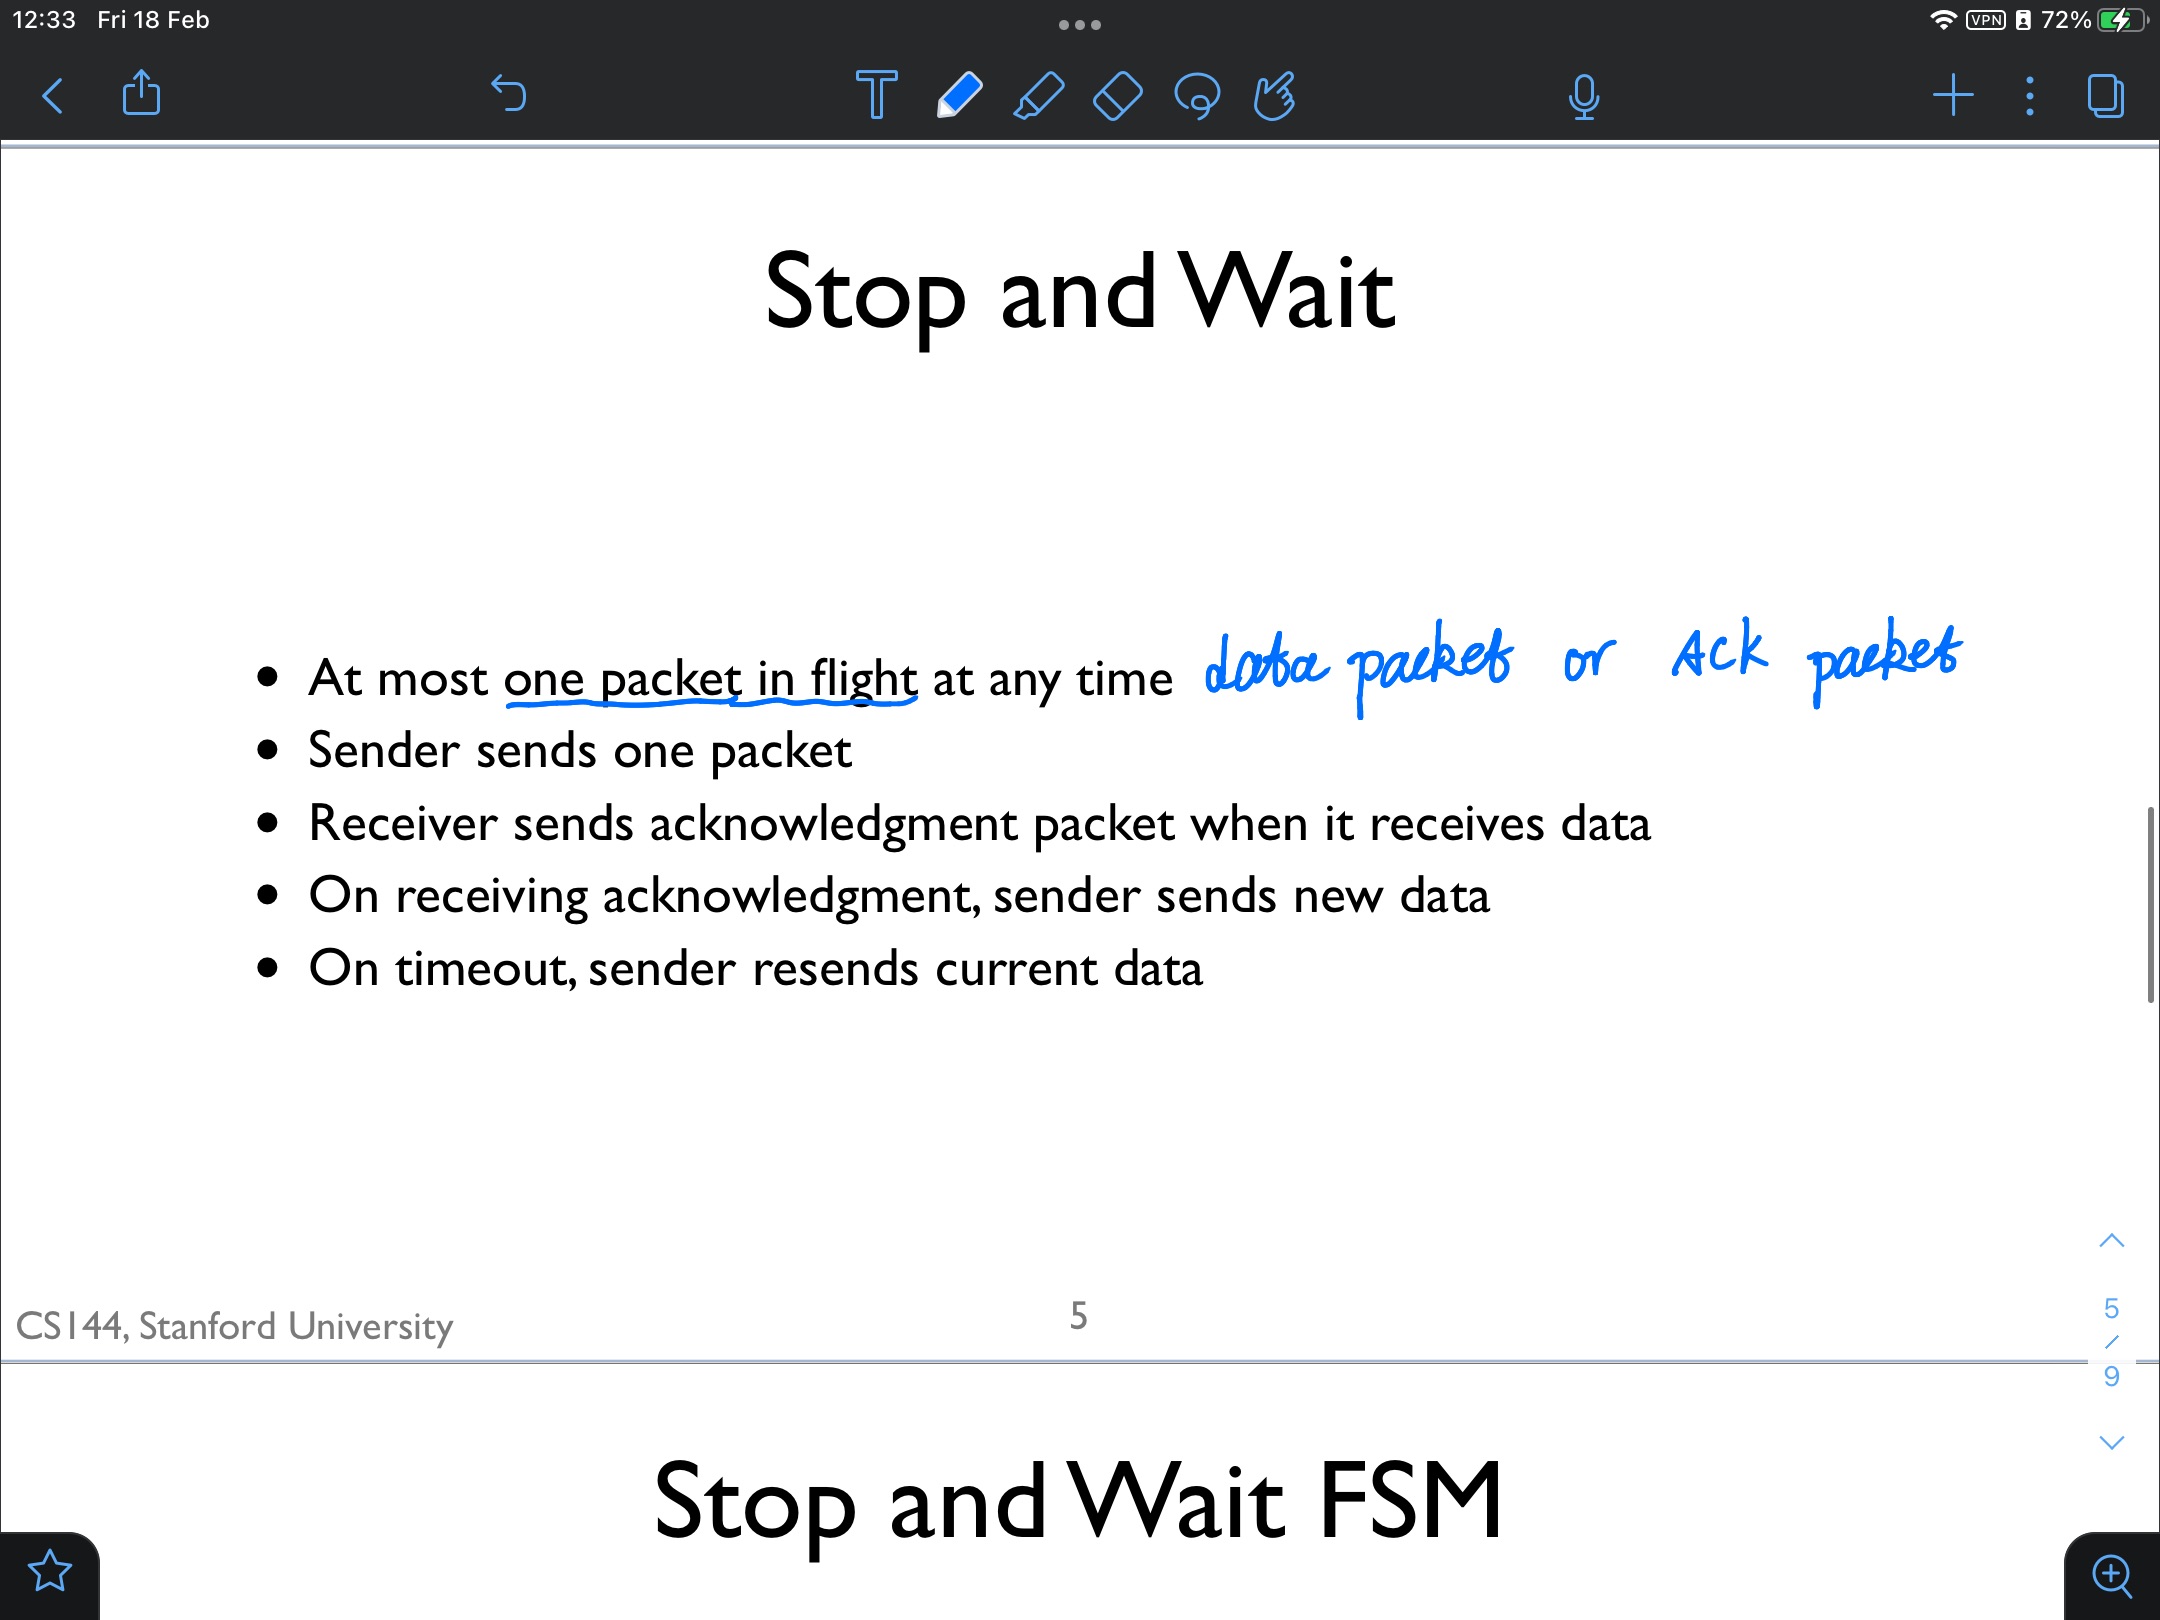 12:33 Fri 18 Feb
VPN 72%
Stop and Wait
• At most one packet in flight at any time data packet or ACK packet
• Sender sends one packet
• Receiver sends acknowledgment packet when it receives data
• On receiving acknowledgment, sender sends new data
• On timeout, sender resends current data
CS144, Stanford University
5
5
/
9
Stop and Wait FSM